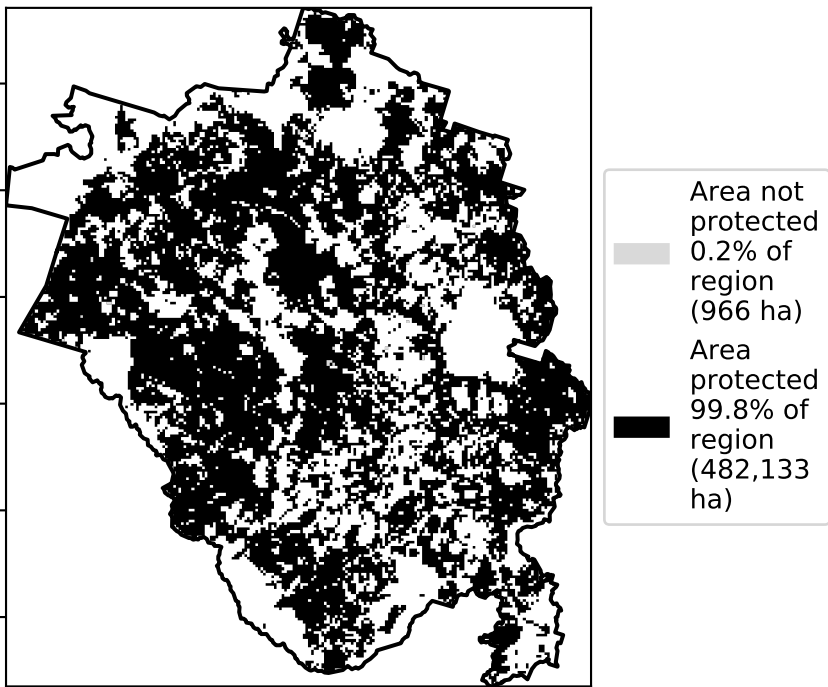 Area not
protected
0.2% of
region
(966 ha)
Area
protected
99.8% of
region
(482,133
ha)